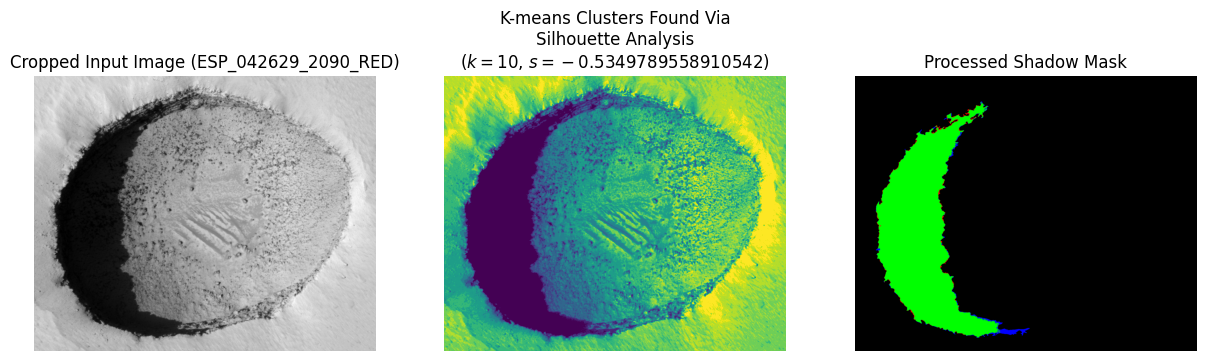 Cropped Input Image (ESP_042629_2090_RED)
K-means Clusters Found Via
Silhouette Analysis
(k = 10, s = −0.5349789558910542)
Processed Shadow Mask